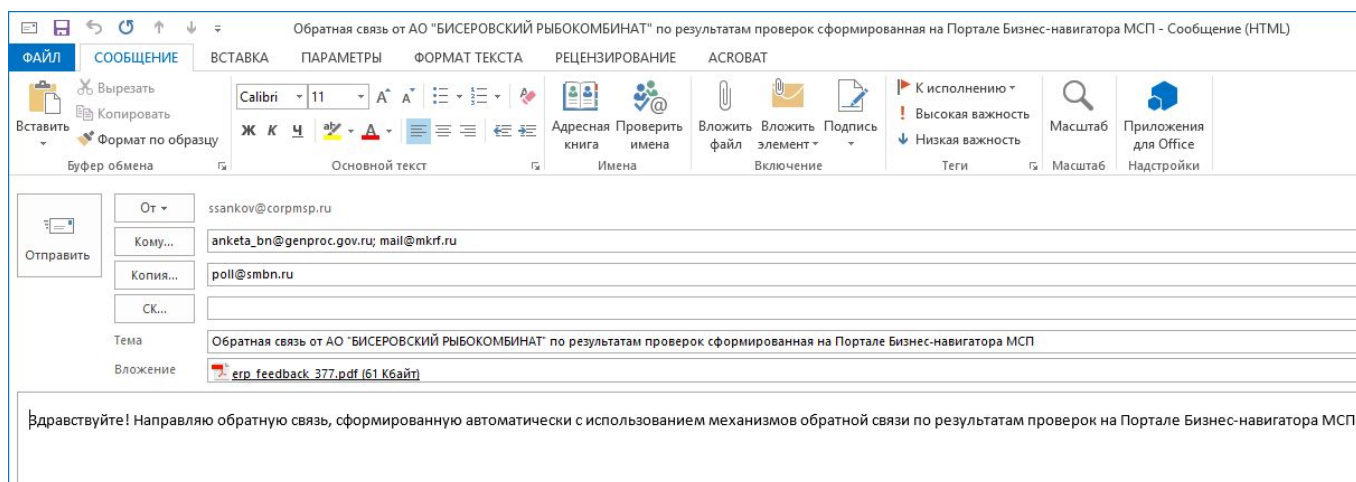 Обратная связь от АО "БИСЕРОВСКИЙ РЫБОКОМБИНАТ" по результатам проверок сформированная на Портале Бизнес-навигатора МСП - Сообщение (HTML)
ФАЙЛ СООБЩЕНИЕ ВСТАВКА ПАРАМЕТРЫ ФОРМАТ ТЕКСТА РЕЦЕНЗИРОВАНИЕ ACROBAT
Вставить
Вырезать
Копировать
Формат по образцу
Буфер обмена
Calibri 11
Ж К Ч
Основной текст
Адресная книга
Проверить имена
Имена
Вложить файл
Вложить элемент
Подпись
Включение
К исполнению
Высокая важность
Низкая важность
Теги
Масштаб
Масштаб
Приложения для Office
Надстройки
Отправить
От ssankov@corpmsp.ru
Кому... anketa_bn@genproc.gov.ru; mail@mkrf.ru
Копия... poll@smbn.ru
СК...
Тема Обратная связь от АО "БИСЕРОВСКИЙ РЫБОКОМБИНАТ" по результатам проверок сформированная на Портале Бизнес-навигатора МСП
Вложение erp_feedback_377.pdf (61 Кбайт)
Здравствуйте! Направляю обратную связь, сформированную автоматически с использованием механизмов обратной связи по результатам проверок на Портале Бизнес-навигатора МСП